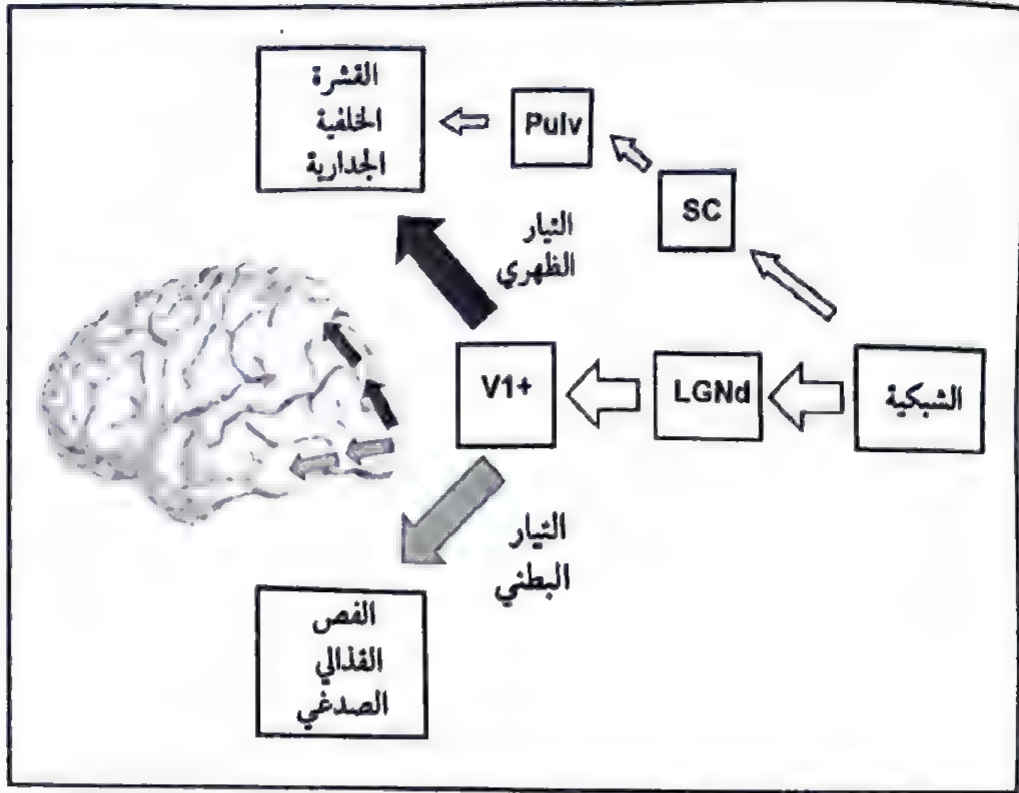 القشرة
الخلفية
الجدارية
Pulv
SC
التيار
الظهري
الشبكية
LGNd
V1+
التيار
البطني
الفص
القذالي
الصدغي